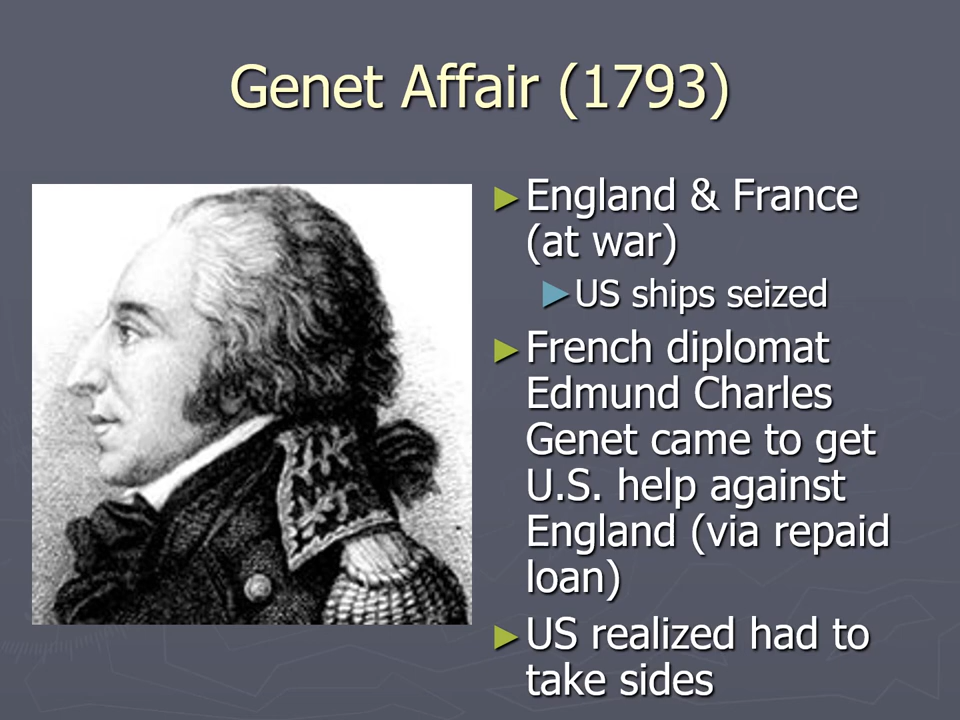 Genet Affair (1793)
► England & France
(at war)
► US ships seized
► French diplomat
Edmund Charles
Genet came to get
U.S. help against
England (via repaid
loan)
► US realized had to
take sides